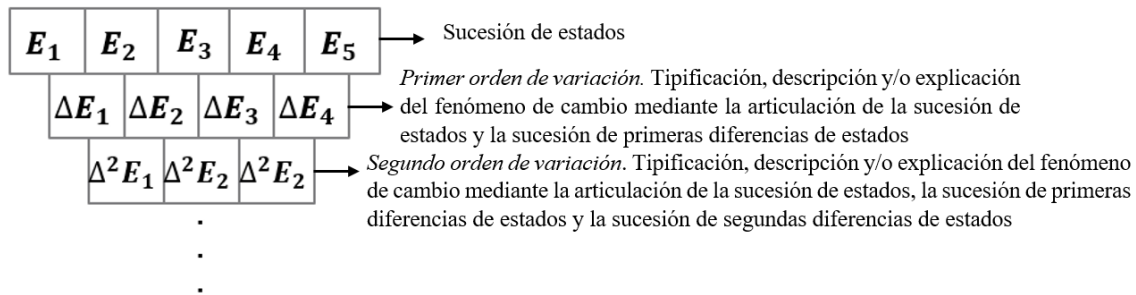 E₁ E₂ E₃ E₄ E₅ Sucesión de estados
Primer orden de variación. Tipificación, descripción y/o explicación
ΔE₁ ΔE₂ ΔE₃ ΔE₄ del fenómeno de cambio mediante la articulación de la sucesión de
estados y la sucesión de primeras diferencias de estados
Δ²E₁ Δ²E₂ Δ²E₂ Segundo orden de variación. Tipificación, descripción y/o explicación del fenómeno
de cambio mediante la articulación de la sucesión de estados, la sucesión de primeras
diferencias de estados y la sucesión de segundas diferencias de estados